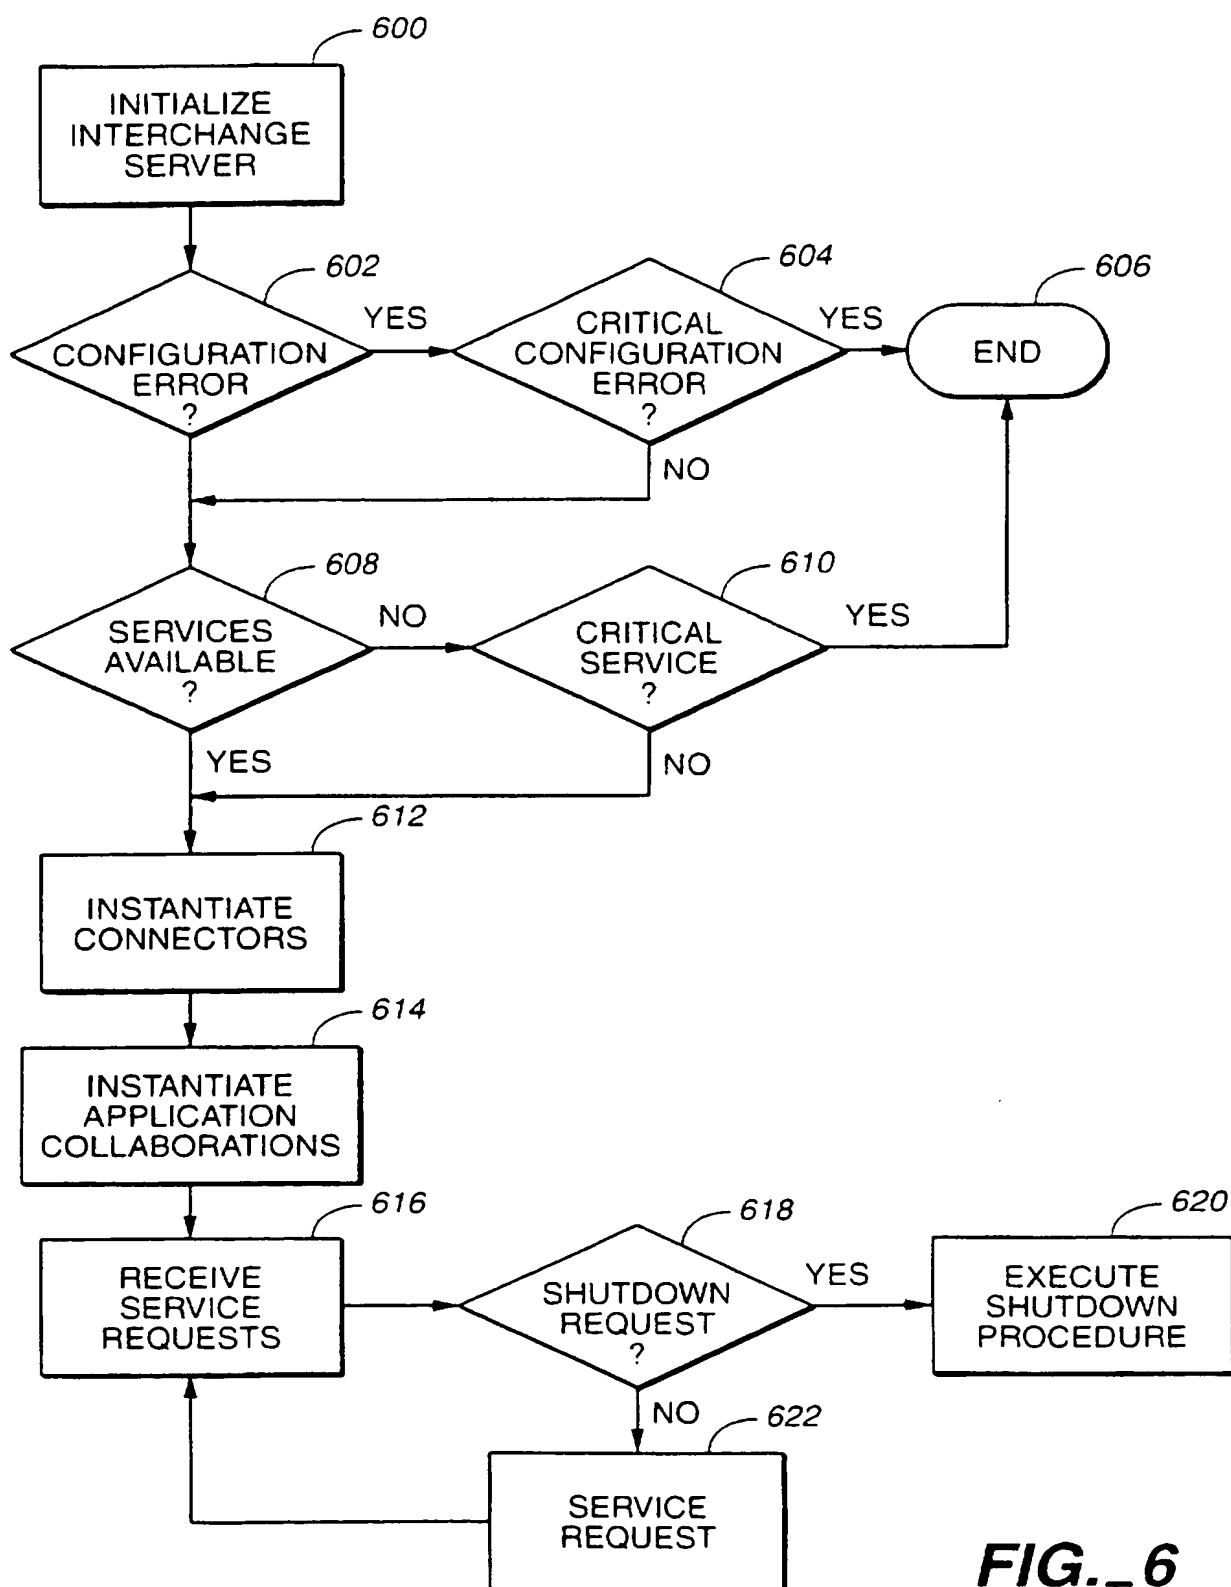 600
INITIALIZE
INTERCHANGE
SERVER
602
CONFIGURATION
ERROR
?
YES
604
CRITICAL
CONFIGURATION
ERROR
?
YES
606
END
NO
608
SERVICES
AVAILABLE
?
NO
610
CRITICAL
SERVICE
?
YES
YES
NO
612
INSTANTIATE
CONNECTORS
614
INSTANTIATE
APPLICATION
COLLABORATIONS
616
RECEIVE
SERVICE
REQUESTS
618
SHUTDOWN
REQUEST
?
YES
620
EXECUTE
SHUTDOWN
PROCEDURE
NO
622
SERVICE
REQUEST
FIG._6